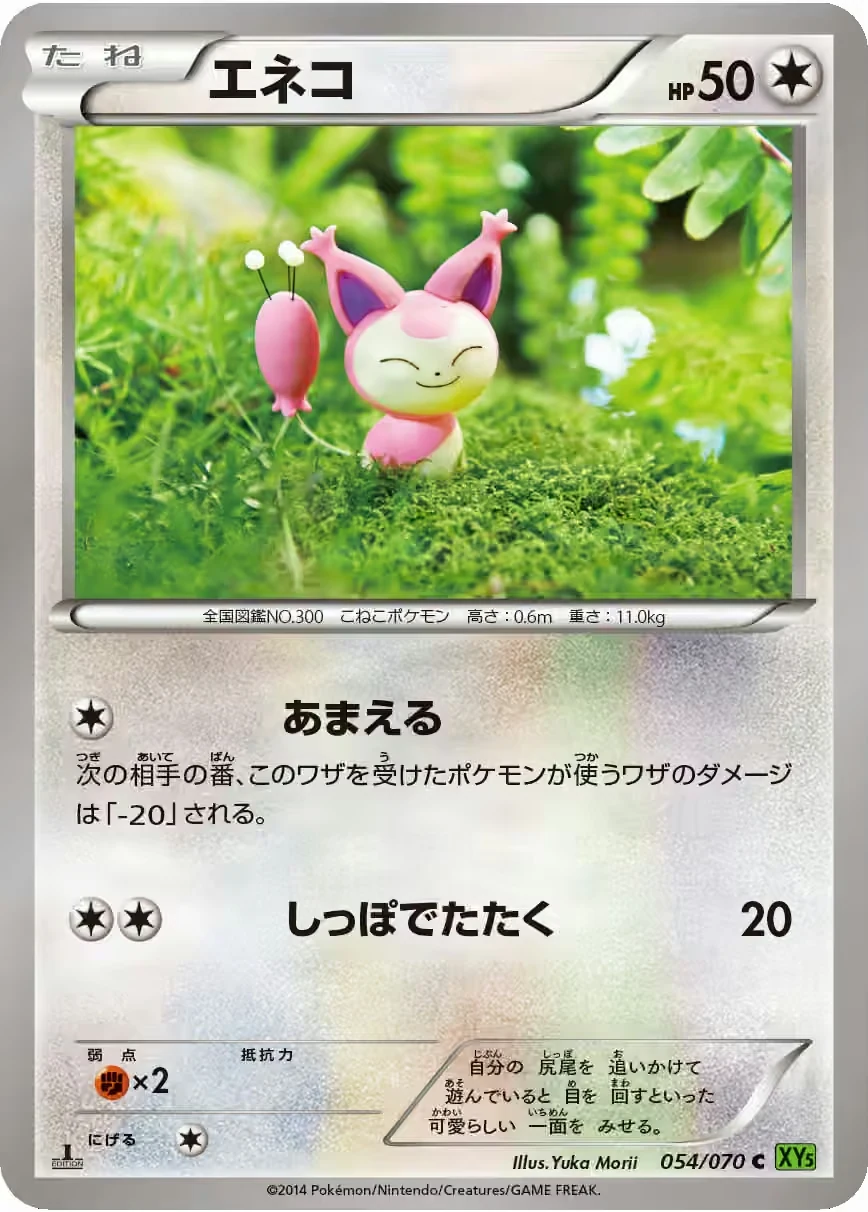 たね
エネコ
HP50
全国図鑑NO.300 こねこポケモン 高さ：0.6m 重さ：11.0kg
あまえる
次の相手の番、このワザを受けたポケモンが使うワザのダメージ
は「-20」される。
しっぽでたたく 20
弱点 抵抗力
×2
にげる
自分の 尻尾を 追いかけて
遊んでいると 目を 回すといった
可愛らしい 一面を みせる。
1 EDITION
Illus.Yuka Morii 054/070 C XY5
©2014 Pokémon/Nintendo/Creatures/GAME FREAK.